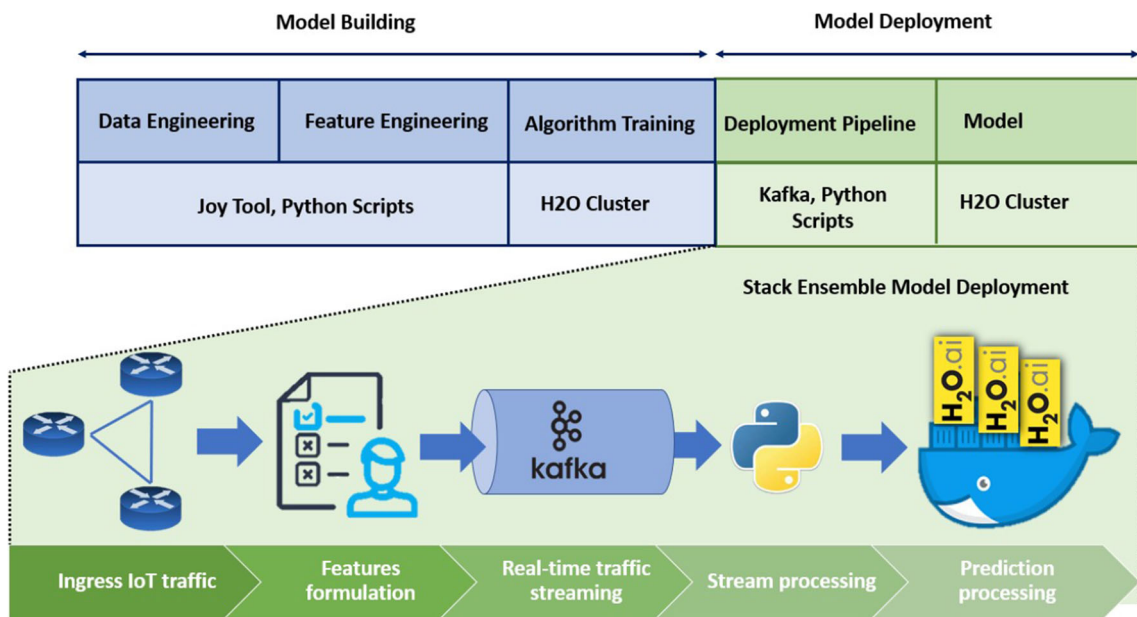 Model Building
Model Deployment
Data Engineering
Feature Engineering
Algorithm Training
Deployment Pipeline
Model
Joy Tool, Python Scripts
H2O Cluster
Kafka, Python
Scripts
H2O Cluster
Stack Ensemble Model Deployment
kafka
H2O.ai
H2O.ai
H2O.ai
Ingress IoT traffic
Features
formulation
Real-time traffic
streaming
Stream processing
Prediction
processing